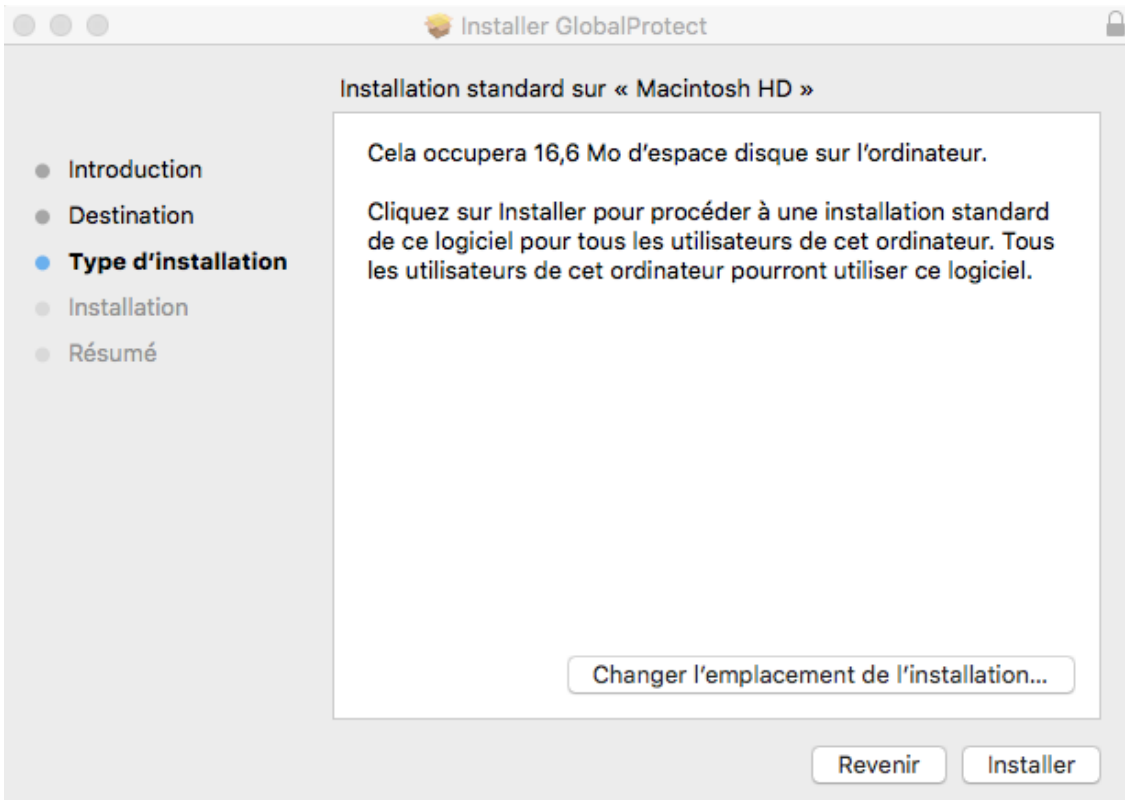 Installer GlobalProtect
Installation standard sur « Macintosh HD »
Introduction
Destination
Type d'installation
Installation
Résumé
Cela occupera 16,6 Mo d'espace disque sur l'ordinateur.
Cliquez sur Installer pour procéder à une installation standard
de ce logiciel pour tous les utilisateurs de cet ordinateur. Tous
les utilisateurs de cet ordinateur pourront utiliser ce logiciel.
Changer l'emplacement de l'installation...
Revenir
Installer